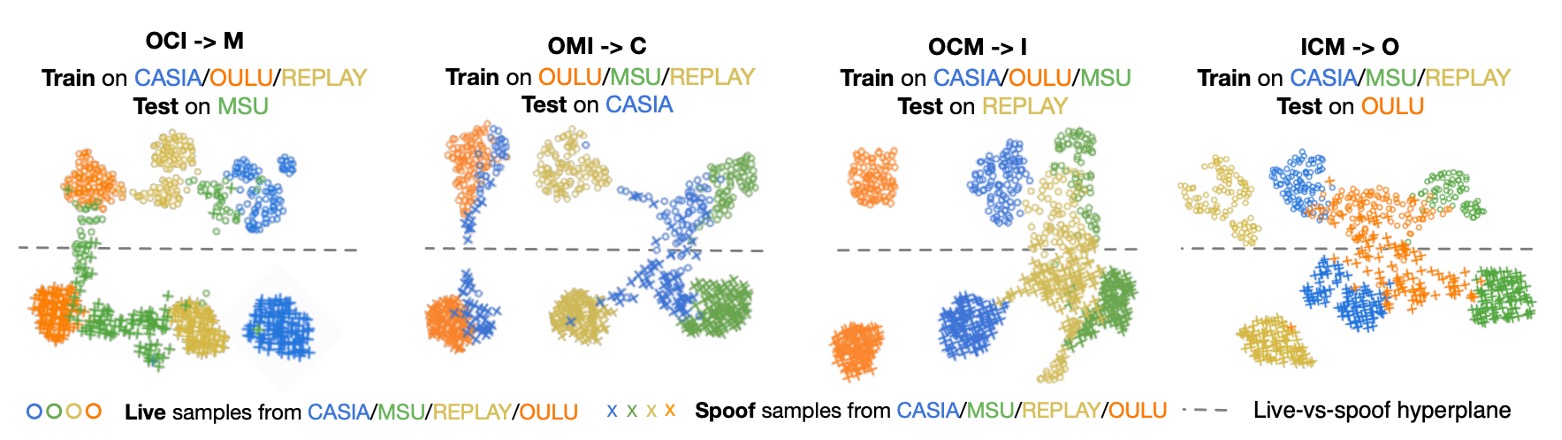 OCI -> M
Train on CASIA/OULU/REPLAY
Test on MSU
OMI -> C
Train on OULU/MSU/REPLAY
Test on CASIA
OCM -> I
Train on CASIA/OULU/MSU
Test on REPLAY
ICM -> O
Train on CASIA/MSU/REPLAY
Test on OULU
Live samples from CASIA/MSU/REPLAY/OULU
Spoof samples from CASIA/MSU/REPLAY/OULU
Live-vs-spoof hyperplane